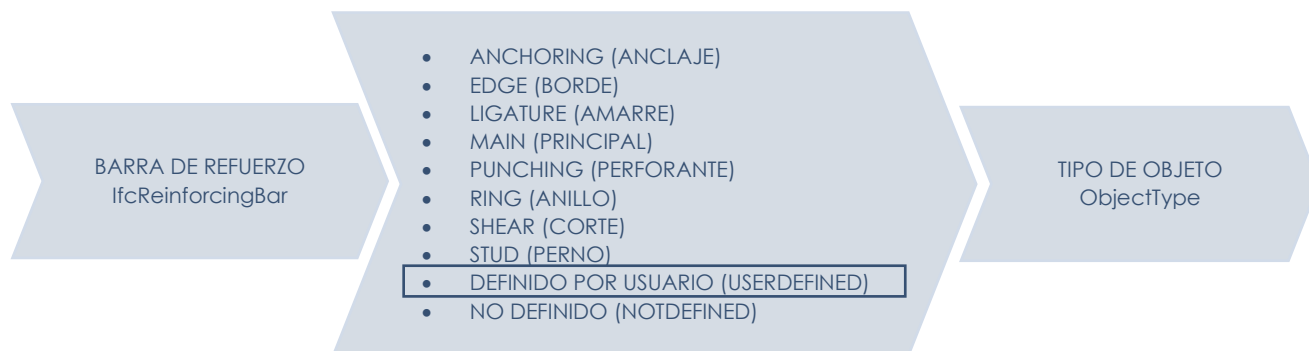 BARRA DE REFUERZO
IfcReinforcingBar
• ANCHORING (ANCLAJE)
• EDGE (BORDE)
• LIGATURE (AMARRE)
• MAIN (PRINCIPAL)
• PUNCHING (PERFORANTE)
• RING (ANILLO)
• SHEAR (CORTE)
• STUD (PERNO)
• DEFINIDO POR USUARIO (USERDEFINED)
• NO DEFINIDO (NOTDEFINED)
TIPO DE OBJETO
ObjectType